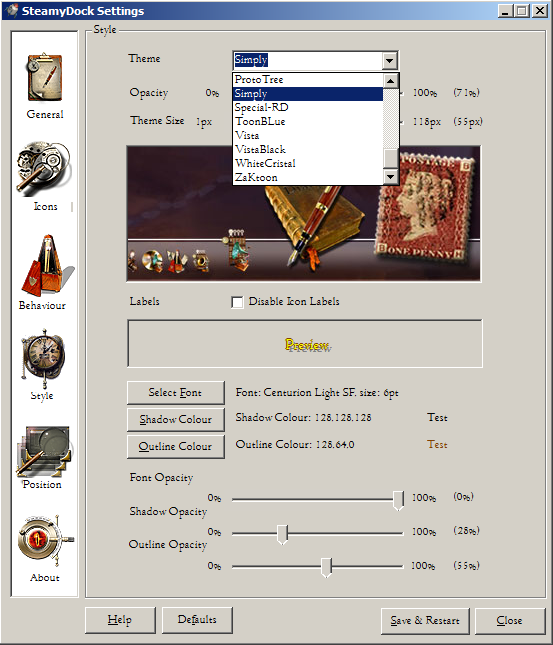 SteamyDock Settings
Style
General
Icons
Behaviour
Style
Position
About
Theme
Simply
ProtoTree
Simply
Special-RD
ToonBLue
Vista
VistaBlack
WhiteCristal
ZaKtoon
Opacity 0% 100% (71%)
Theme Size 1px 118px (55px)
POSTAGE
ONE PENNY
B H
Labels Disable Icon Labels
Preview
Select Font Font: Centurion Light SF, size: 6pt
Shadow Colour Shadow Colour: 128,128,128 Test
Outline Colour Outline Colour: 128,64,0 Test
Font Opacity
0% 100% (0%)
Shadow Opacity
0% 100% (28%)
Outline Opacity
0% 100% (55%)
Help Defaults Save & Restart Close